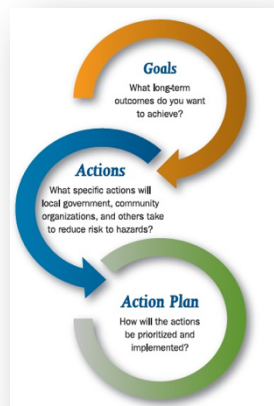 Goals
What long-term
outcomes do you want
to achieve?
Actions
What specific actions will
local government, community
organizations, and others take
to reduce risk to hazards?
Action Plan
How will the actions
be prioritized and
implemented?